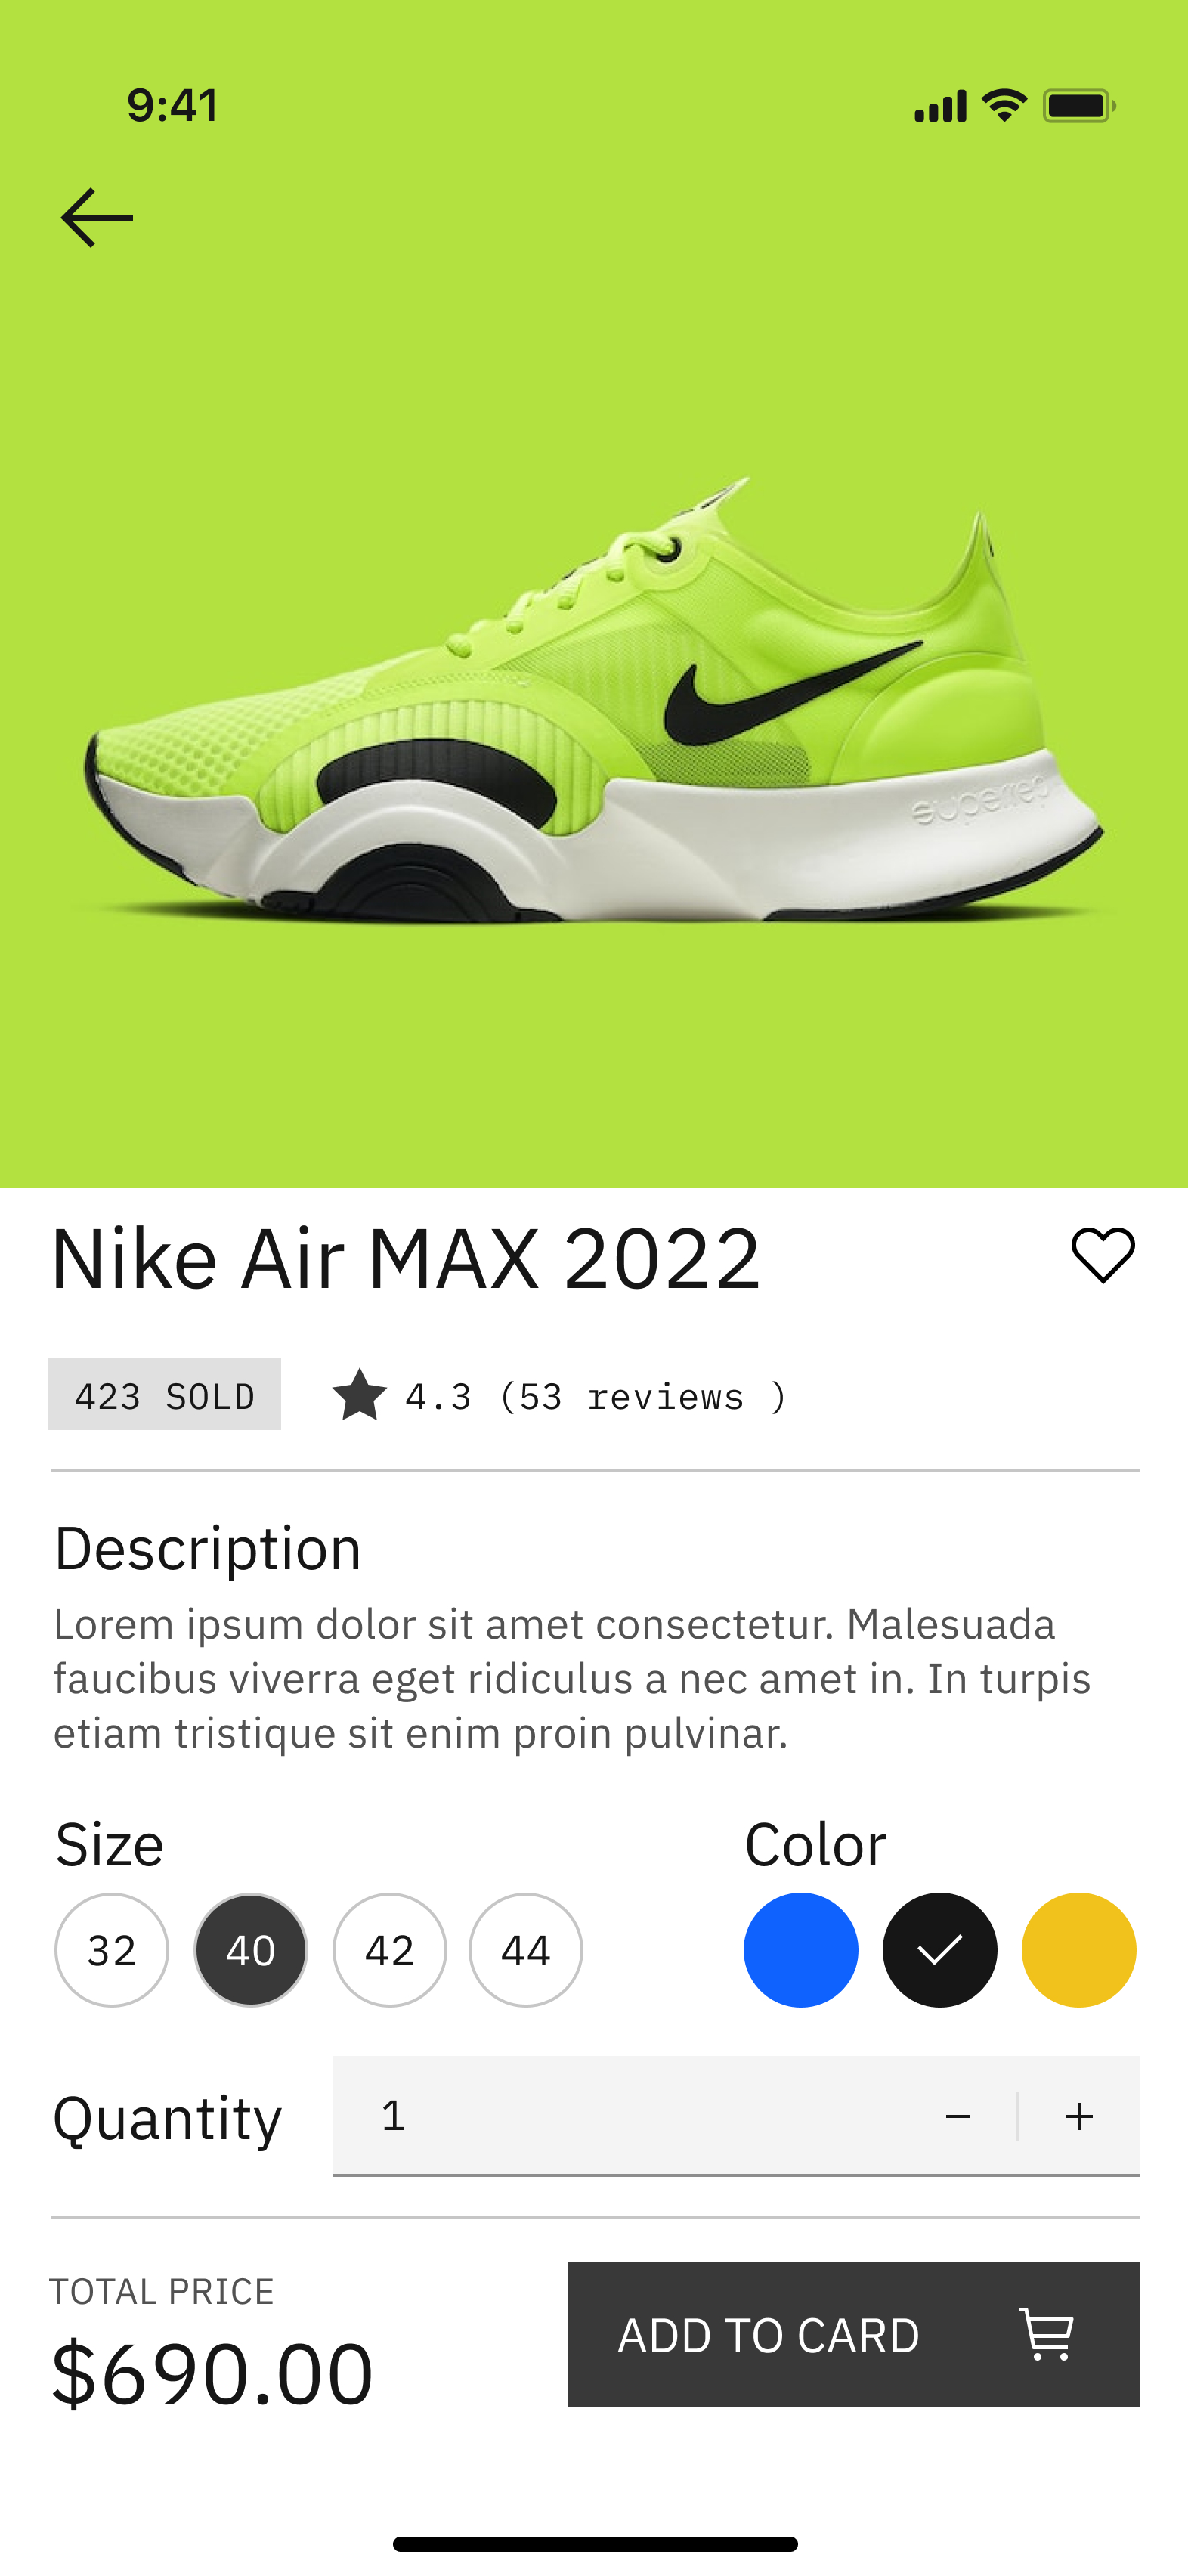 9:41
superrep
Nike Air MAX 2022
423 SOLD
4.3 (53 reviews )
Description
Lorem ipsum dolor sit amet consectetur. Malesuada
faucibus viverra eget ridiculus a nec amet in. In turpis
etiam tristique sit enim proin pulvinar.
Size
Color
32 40 42 44
Quantity
1 − +
TOTAL PRICE
$690.00
ADD TO CARD